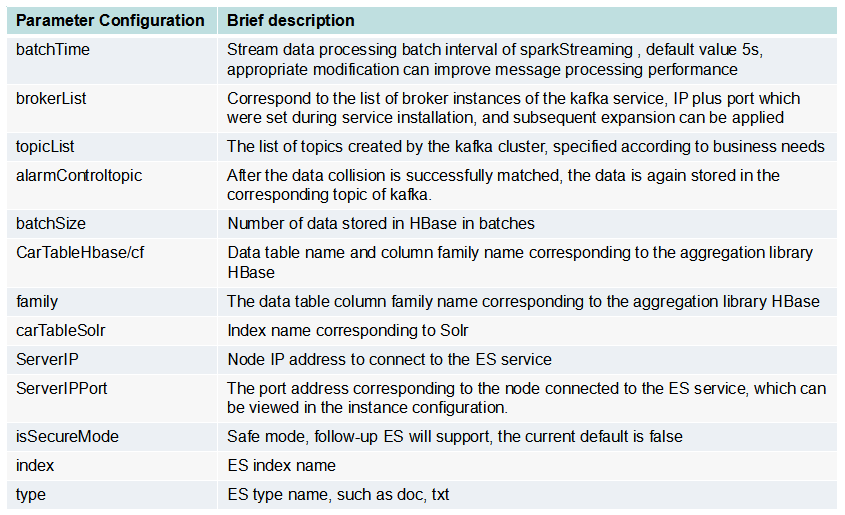 Parameter Configuration Brief description
batchTime Stream data processing batch interval of sparkStreaming , default value 5s,
appropriate modification can improve message processing performance
brokerList Correspond to the list of broker instances of the kafka service, IP plus port which
were set during service installation, and subsequent expansion can be applied
topicList The list of topics created by the kafka cluster, specified according to business needs
alarmControltopic After the data collision is successfully matched, the data is again stored in the
corresponding topic of kafka.
batchSize Number of data stored in HBase in batches
CarTableHbase/cf Data table name and column family name corresponding to the aggregation library
HBase
family The data table column family name corresponding to the aggregation library HBase
carTableSolr Index name corresponding to Solr
ServerIP Node IP address to connect to the ES service
ServerIPPort The port address corresponding to the node connected to the ES service, which can
be viewed in the instance configuration.
isSecureMode Safe mode, follow-up ES will support, the current default is false
index ES index name
type ES type name, such as doc, txt